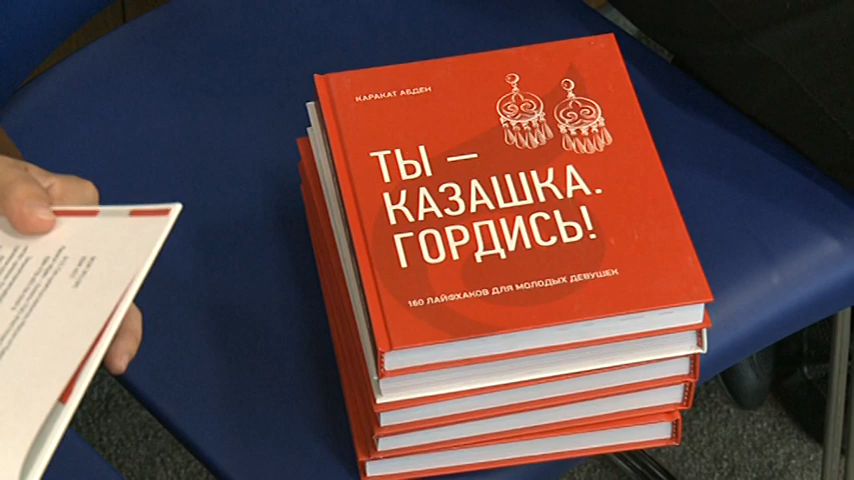 КАРАКАТ АБДЕН
ТЫ –
КАЗАШКА.
ГОРДИСЬ!
160 ЛАЙФХАКОВ ДЛЯ МОЛОДЫХ ДЕВУШЕК